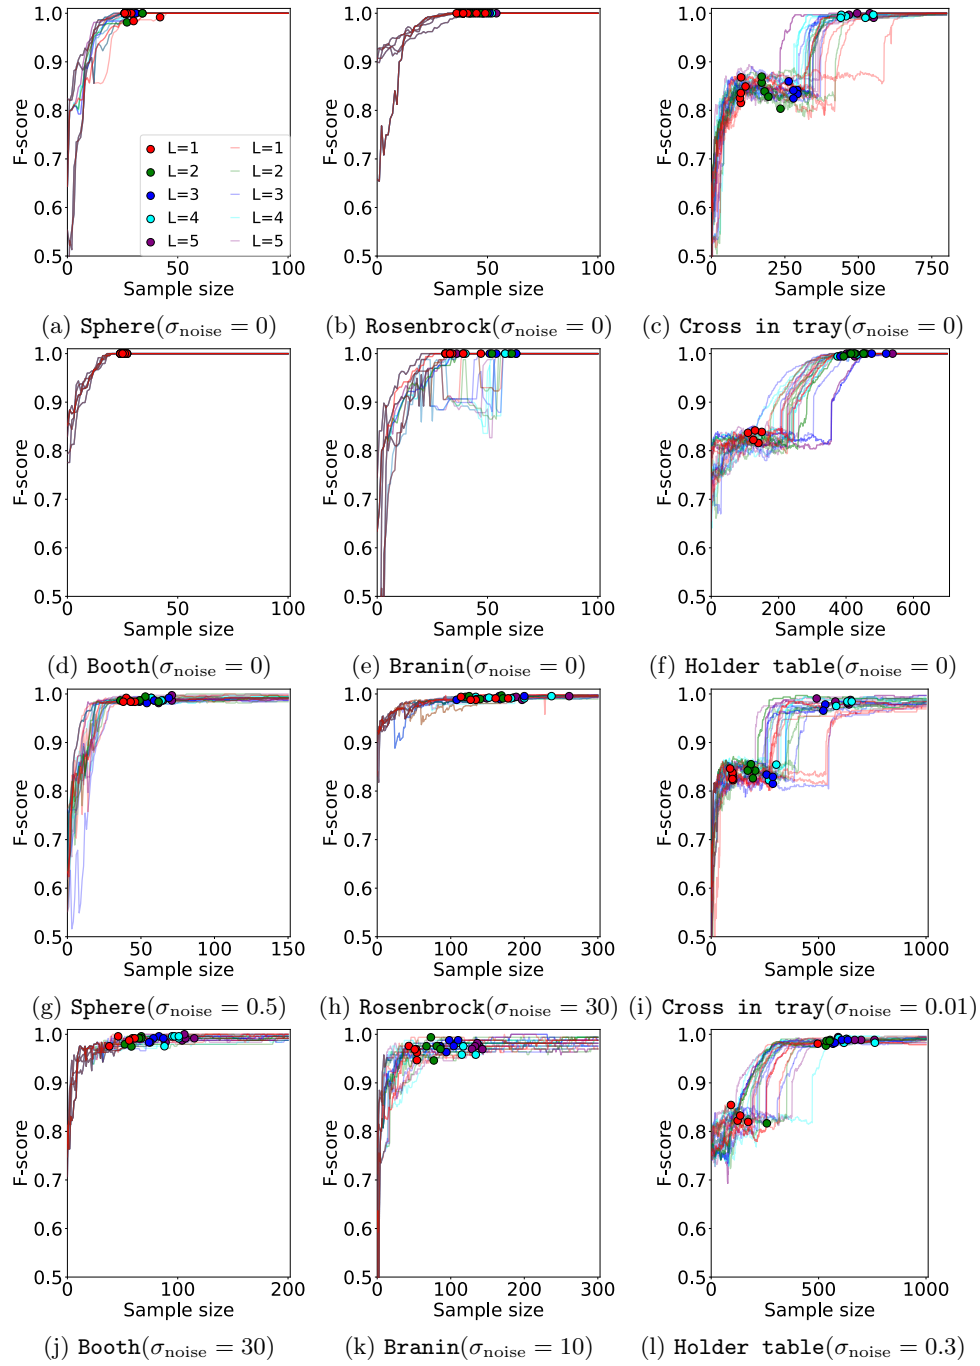 F-score
1.0
0.9
0.8
0.7
0.6
0.5
0
50
100
Sample size
L=1
L=2
L=3
L=4
L=5
L=1
L=2
L=3
L=4
L=5
(a) Sphere(σnoise = 0)
F-score
1.0
0.9
0.8
0.7
0.6
0.5
0
50
100
Sample size
(b) Rosenbrock(σnoise = 0)
F-score
1.0
0.9
0.8
0.7
0.6
0.5
0
250
500
750
Sample size
(c) Cross in tray(σnoise = 0)
F-score
1.0
0.9
0.8
0.7
0.6
0.5
0
50
100
Sample size
(d) Booth(σnoise = 0)
F-score
1.0
0.9
0.8
0.7
0.6
0.5
0
50
100
Sample size
(e) Branin(σnoise = 0)
F-score
1.0
0.9
0.8
0.7
0.6
0.5
0
200
400
600
Sample size
(f) Holder table(σnoise = 0)
F-score
1.0
0.9
0.8
0.7
0.6
0.5
0
50
100
150
Sample size
(g) Sphere(σnoise = 0.5)
F-score
1.0
0.9
0.8
0.7
0.6
0.5
0
100
200
300
Sample size
(h) Rosenbrock(σnoise = 30)
F-score
1.0
0.9
0.8
0.7
0.6
0.5
0
500
1000
Sample size
(i) Cross in tray(σnoise = 0.01)
F-score
1.0
0.9
0.8
0.7
0.6
0.5
0
100
200
Sample size
(j) Booth(σnoise = 30)
F-score
1.0
0.9
0.8
0.7
0.6
0.5
0
100
200
300
Sample size
(k) Branin(σnoise = 10)
F-score
1.0
0.9
0.8
0.7
0.6
0.5
0
500
1000
Sample size
(l) Holder table(σnoise = 0.3)